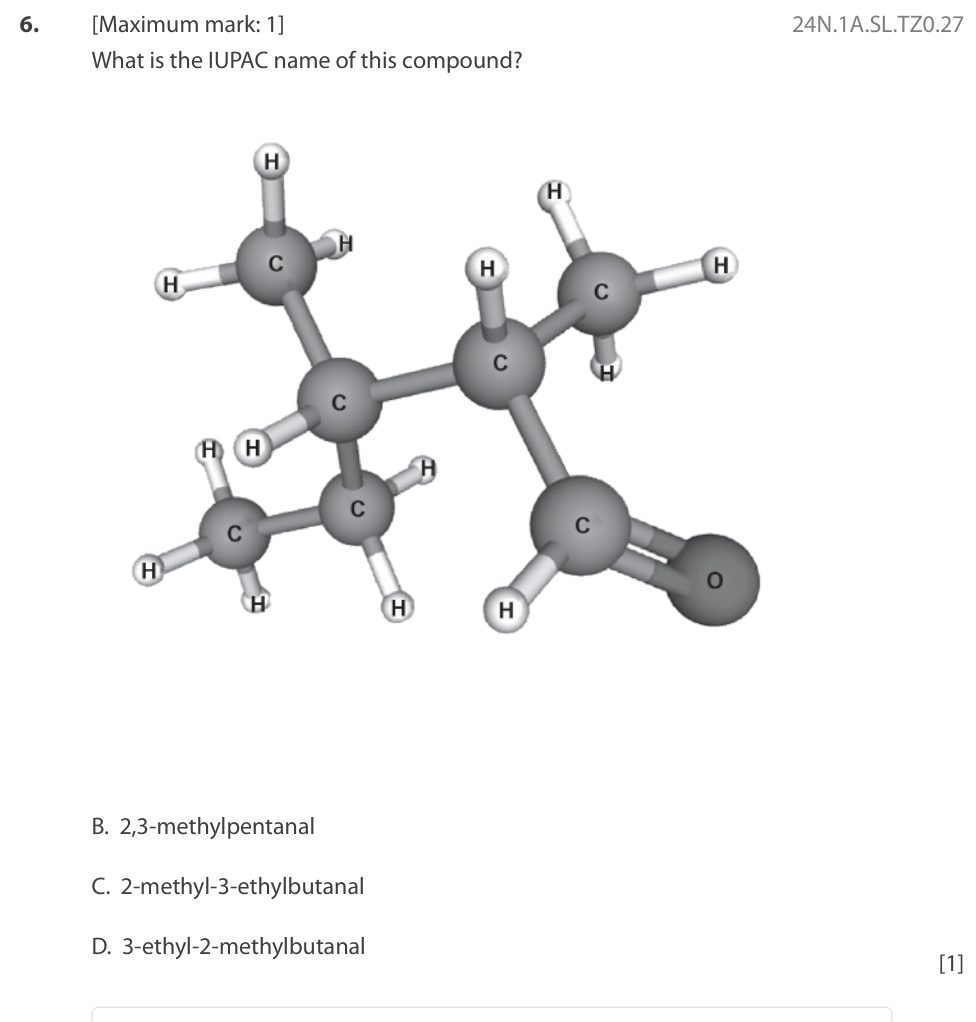 6. [Maximum mark: 1] 24N.1A.SL.TZ0.27
What is the IUPAC name of this compound?
H
H
H
C
H
H
H
C
H
C
C
H
C
H
H
H
C
C
C
H
O
H
H
H
H
B. 2,3-methylpentanal
C. 2-methyl-3-ethylbutanal
D. 3-ethyl-2-methylbutanal
[1]